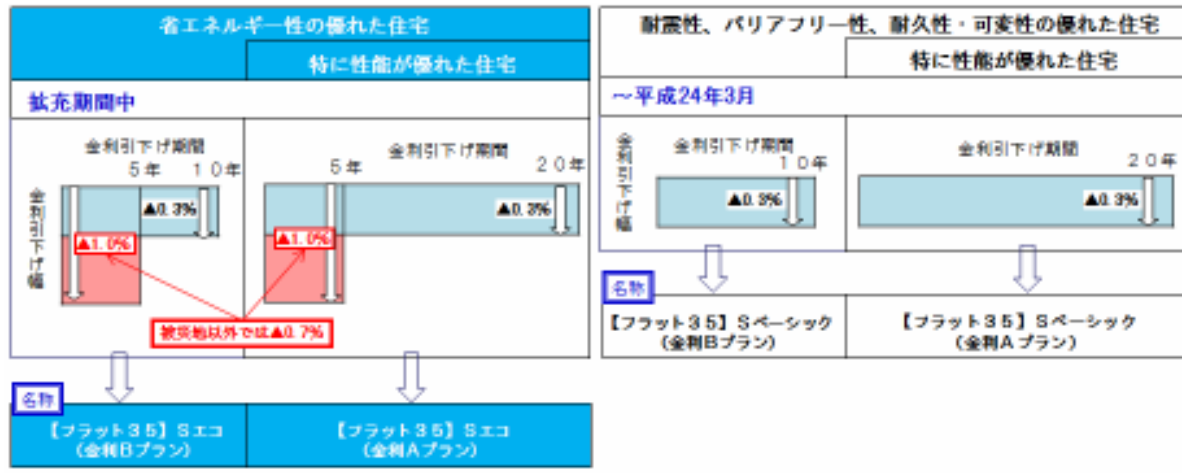 省エネルギー性の優れた住宅
特に性能が優れた住宅
拡充期間中
金利引下げ期間
5年
10年
金利引下げ幅
▲0.3%
▲1.0%
金利引下げ期間
5年
20年
▲0.3%
▲1.0%
被災地以外では▲0.7%
名称
【フラット35】Sエコ
(金利Bプラン)
【フラット35】Sエコ
(金利Aプラン)
耐震性、バリアフリー性、耐久性・可変性の優れた住宅
特に性能が優れた住宅
～平成24年3月
金利引下げ幅
金利引下げ期間
10年
▲0.3%
金利引下げ期間
20年
▲0.3%
名称
【フラット35】Sベーシック
(金利Bプラン)
【フラット35】Sベーシック
(金利Aプラン)